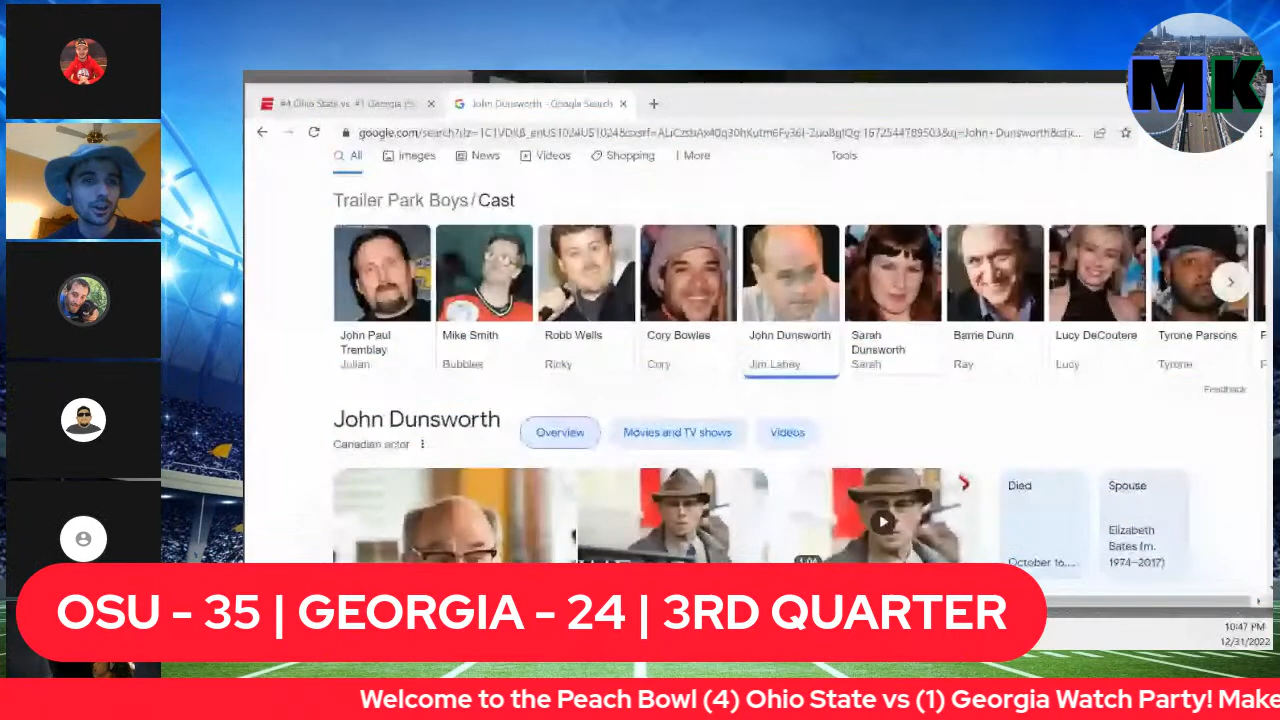 MK
#4 Ohio State vs. #1 Georgia
John Dunsworth - Google Search
All
Images
News
Videos
Shopping
More
Tools
Trailer Park Boys / Cast
John Paul Tremblay
Julian
Mike Smith
Bubbles
Robb Wells
Ricky
Cory Bowles
Cory
John Dunsworth
Jim Lahey
Sarah Dunsworth
Sarah
Barrie Dunn
Ray
Lucy DeCoutere
Lucy
Tyrone Parsons
Tyrone
Feedback
John Dunsworth
Canadian actor
Overview
Movies and TV shows
Videos
Died
October 16,...
Spouse
Elizabeth
Bates (m.
1974–2017)
1:04
OSU - 35 | GEORGIA - 24 | 3RD QUARTER
10:47 PM
12/31/2022
Welcome to the Peach Bowl (4) Ohio State vs (1) Georgia Watch Party! Make